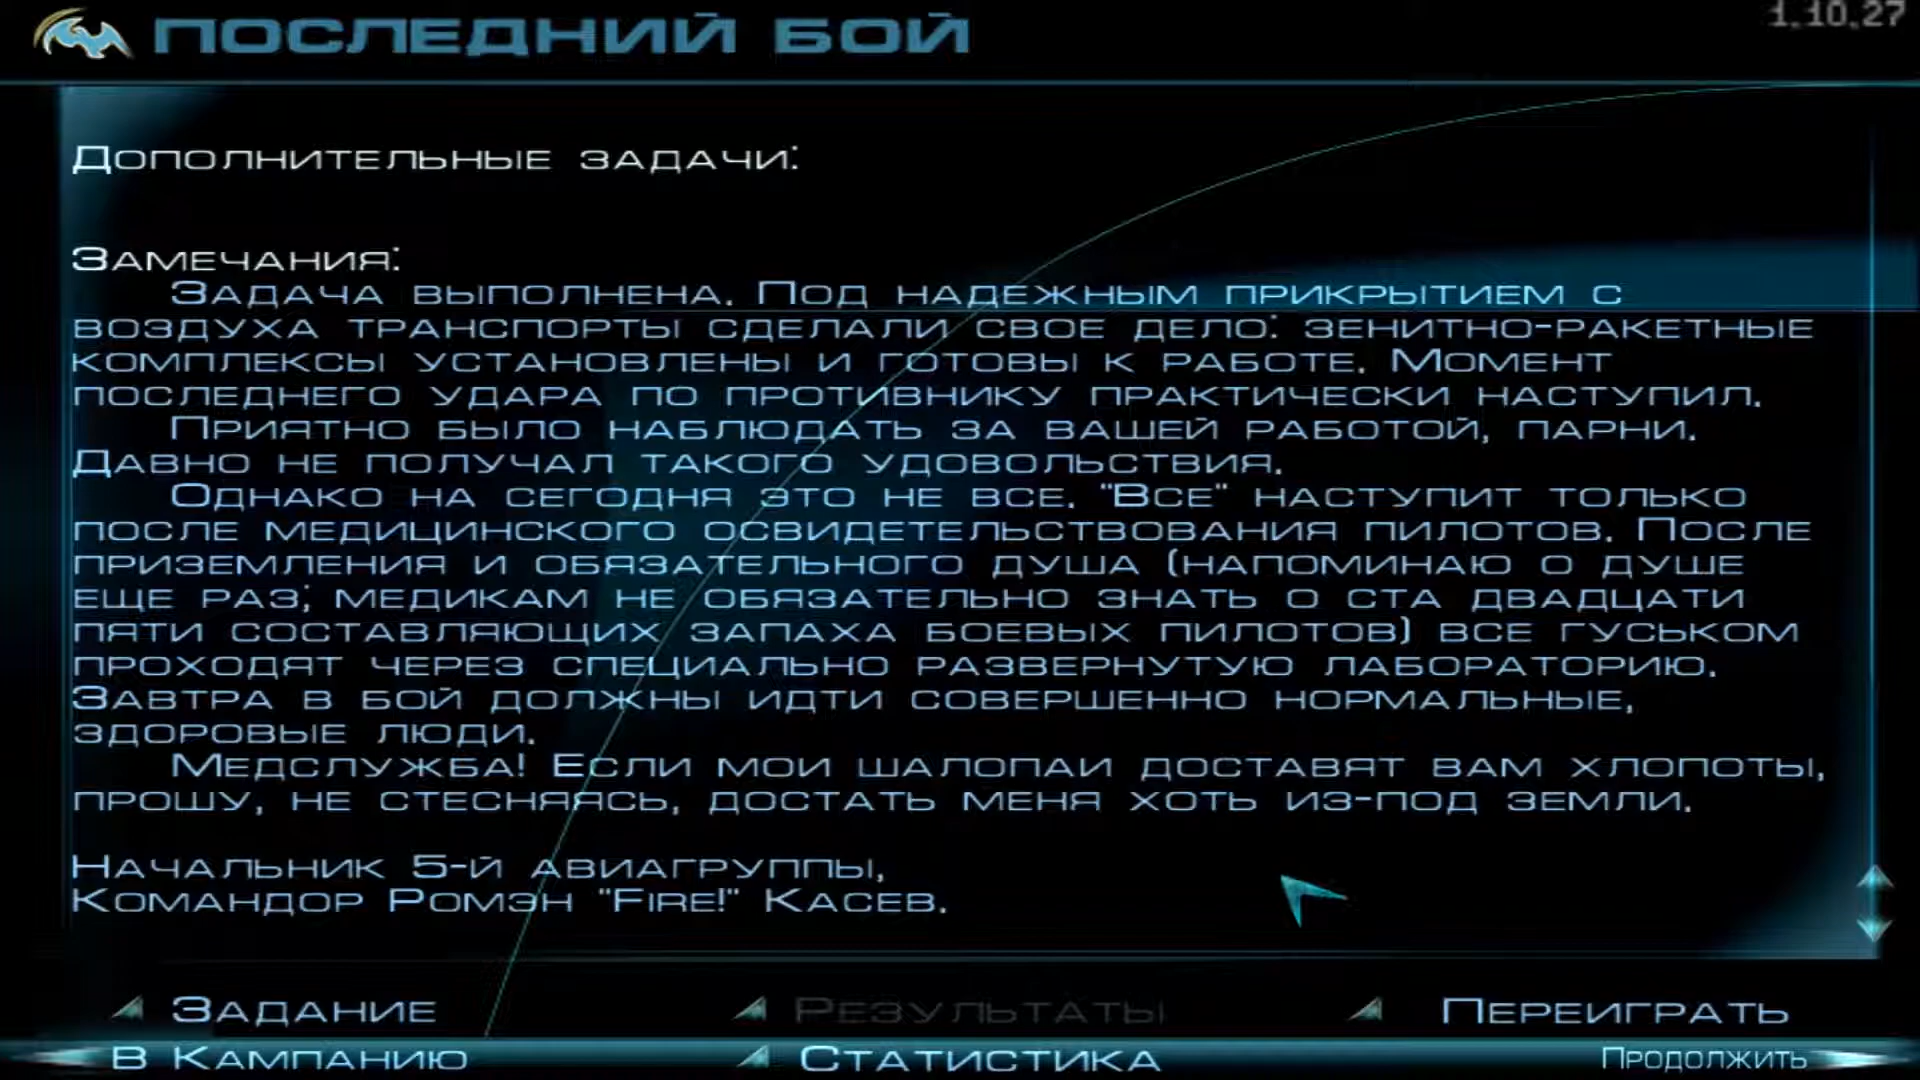 ПОСЛЕДНИЙ БОЙ
1.10.27
Дополнительные задачи:
Замечания:
Задача выполнена. Под надежным прикрытием с
воздуха транспорты сделали свое дело: зенитно-ракетные
комплексы установлены и готовы к работе. Момент
последнего удара по противнику практически наступил.
Приятно было наблюдать за вашей работой, парни.
Давно не получал такого удовольствия.
Однако на сегодня это не все. "Все" наступит только
после медицинского освидетельствования пилотов. После
приземления и обязательного душа (напоминаю о душе
еще раз; медикам не обязательно знать о ста двадцати
пяти составляющих запаха боевых пилотов) все гуськом
проходят через специально развернутую лабораторию.
Завтра в бой должны идти совершенно нормальные,
здоровые люди.
Медслужба! Если мои шалопаи доставят вам хлопоты,
прошу, не стесняясь, достать меня хоть из-под земли.
Начальник 5-й авиагруппы,
Командор Ромэн "Fire!" Касев.
Задание
Результаты
Переиграть
В Кампанию
Статистика
Продолжить